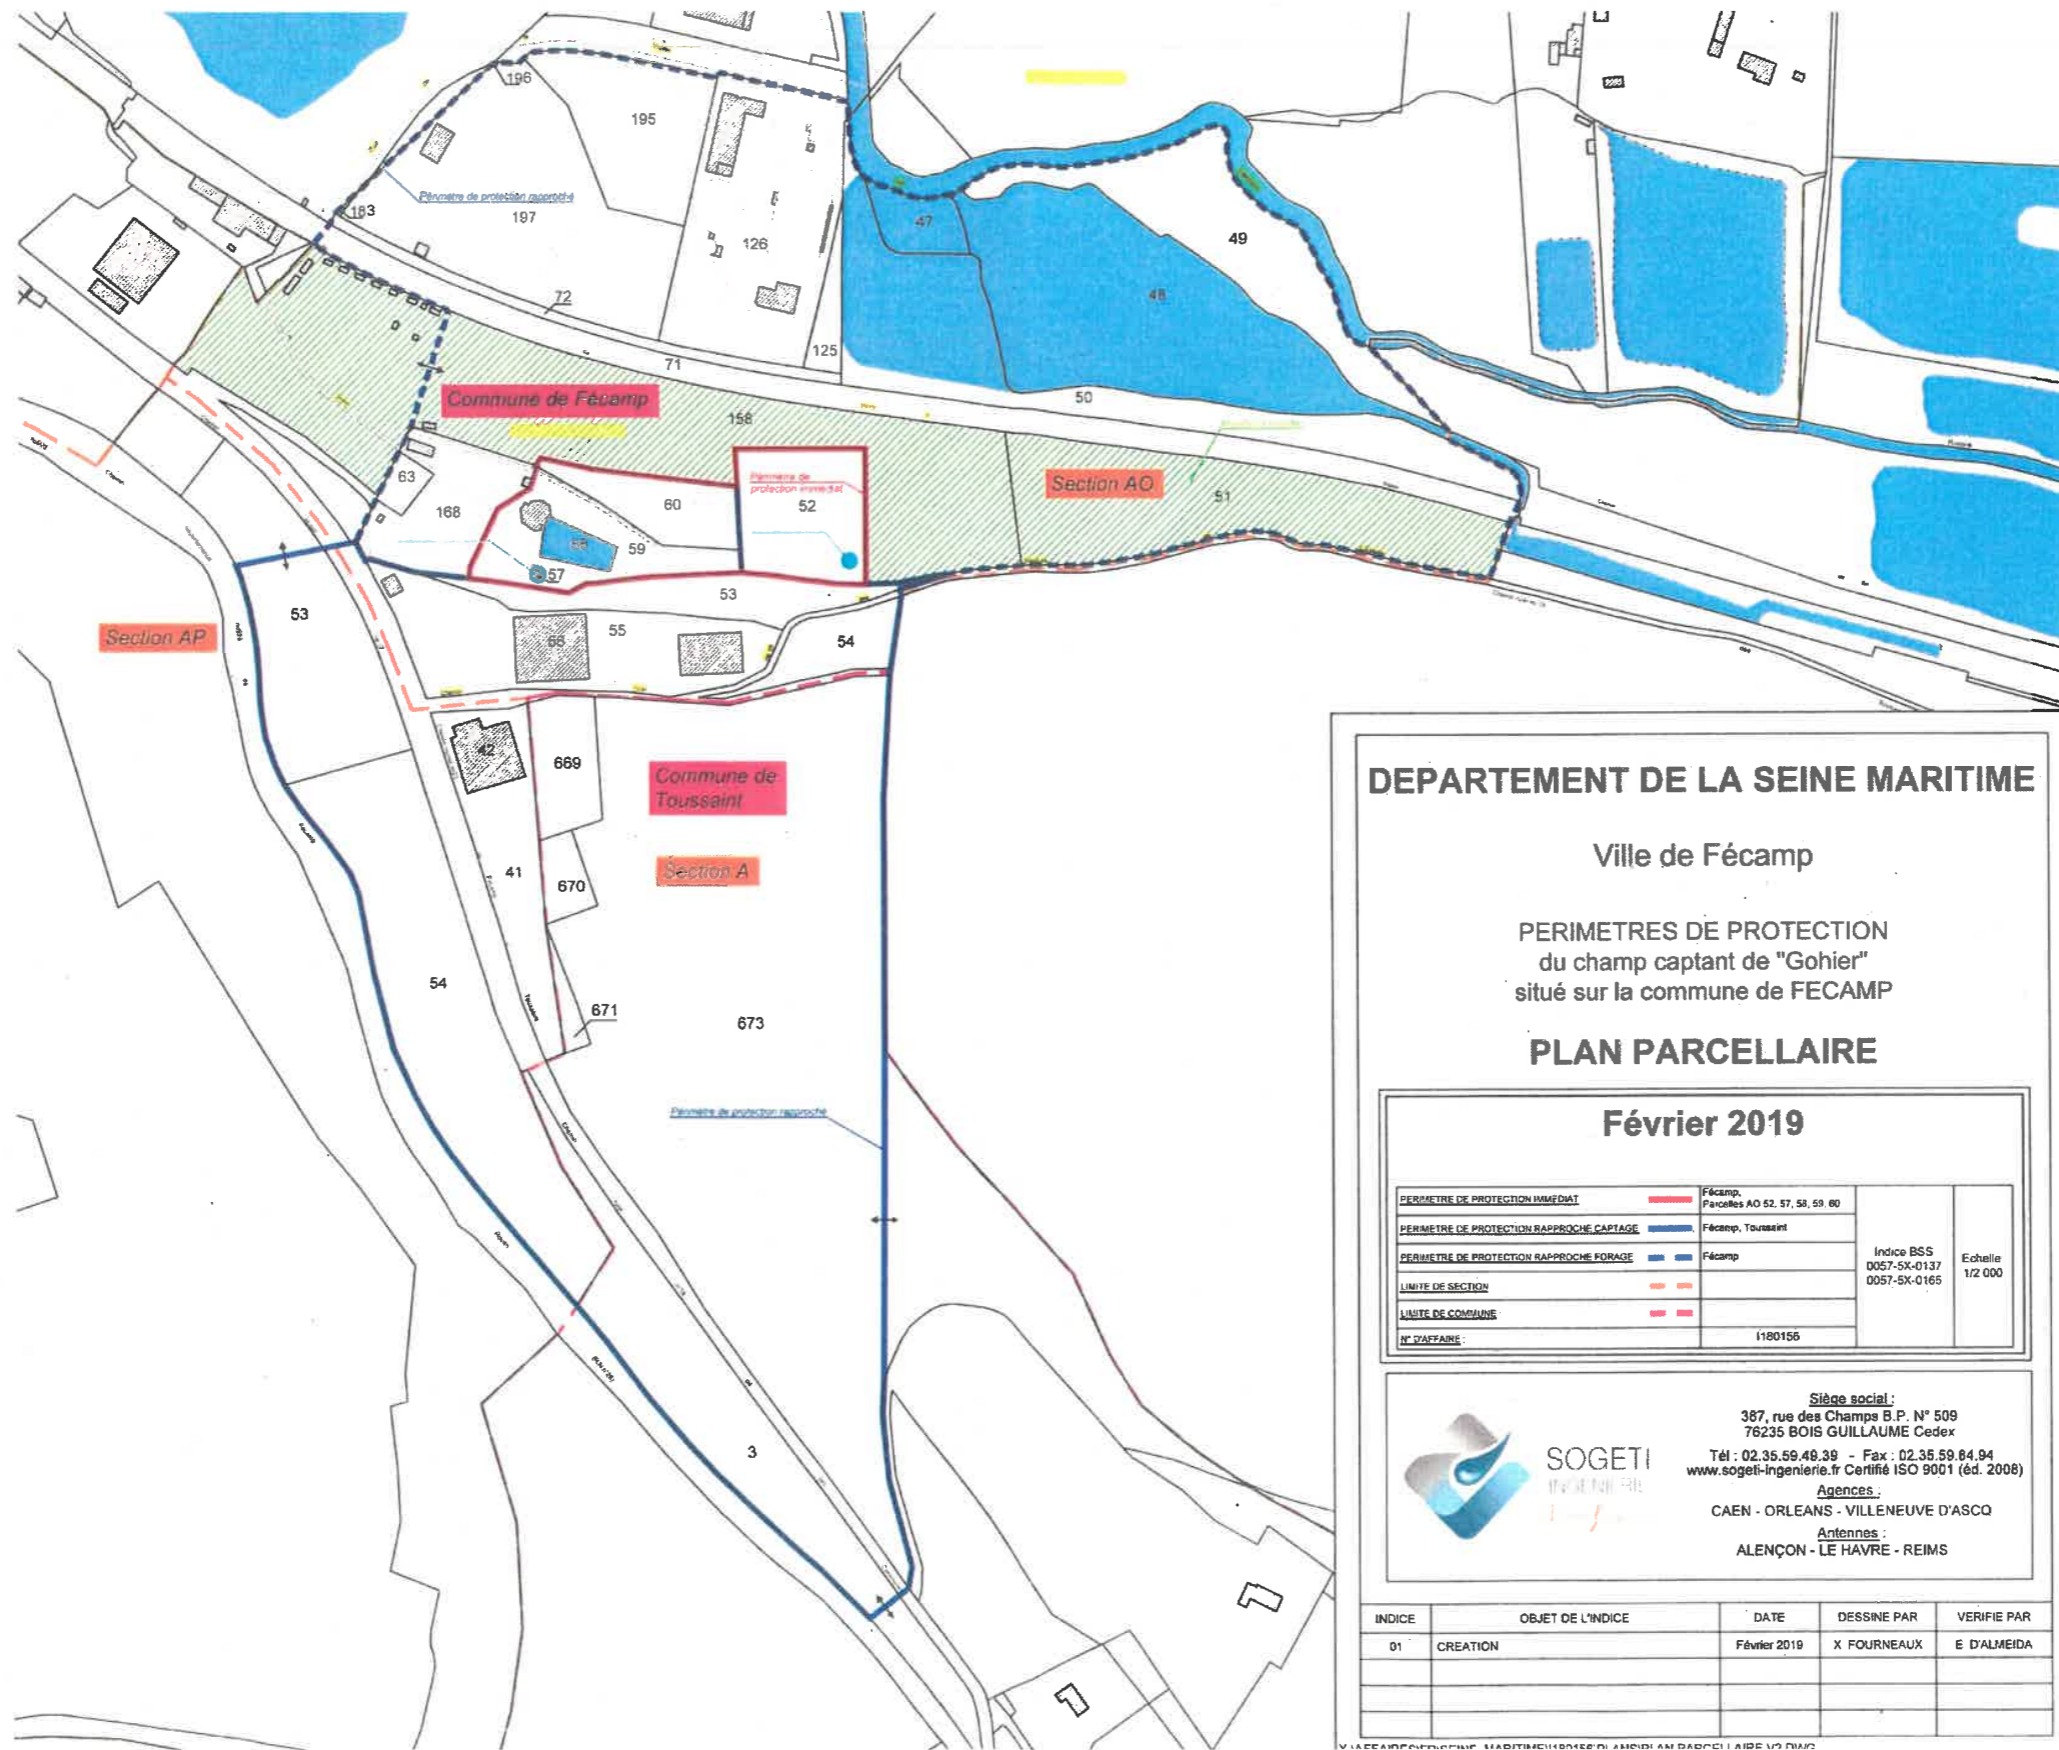 196
195
Périmètre de protection rapproché
183
197
126
47
49
48
72
125
71
50
Commune de Fécamp
158
63
Périmètre de
protection immédiat
Section AO
168
60
52
51
58
59
57
53
53
55
66
54
Section AP
42
669
Commune de
Toussaint
41
670
Section A
54
671
673
Périmètre de protection rapproché
3
DEPARTEMENT DE LA SEINE MARITIME
Ville de Fécamp
PERIMETRES DE PROTECTION
du champ captant de "Gohier"
situé sur la commune de FECAMP
PLAN PARCELLAIRE
Février 2019
PERIMETRE DE PROTECTION IMMEDIAT
Fécamp,
Parcelles AO 52, 57, 58, 59, 60
PERIMETRE DE PROTECTION RAPPROCHE CAPTAGE
Fécamp, Toussaint
PERIMETRE DE PROTECTION RAPPROCHE FORAGE
Fécamp
LIMITE DE SECTION
LIMITE DE COMMUNE
N° D'AFFAIRE :
I180156
Indice BSS
0057-5X-0137
0057-5X-0165
Echelle
1/2 000
SOGETI
INGENIERIE
Siège social :
387, rue des Champs B.P. N° 509
76235 BOIS GUILLAUME Cedex
Tél : 02.35.59.49.39 - Fax : 02.35.59.84.94
www.sogeti-ingenierie.fr Certifié ISO 9001 (éd. 2008)
Agences :
CAEN - ORLEANS - VILLENEUVE D'ASCQ
Antennes :
ALENÇON - LE HAVRE - REIMS
INDICE OBJET DE L'INDICE DATE DESSINE PAR VERIFIE PAR
01 CREATION Février 2019 X FOURNEAUX E D'ALMEIDA